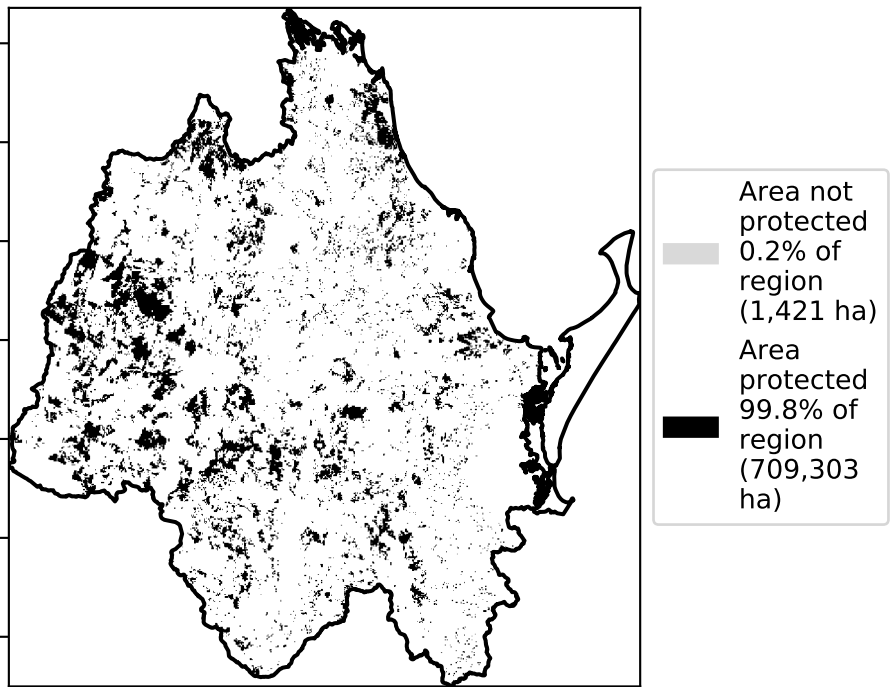 Area not
protected
0.2% of
region
(1,421 ha)
Area
protected
99.8% of
region
(709,303
ha)